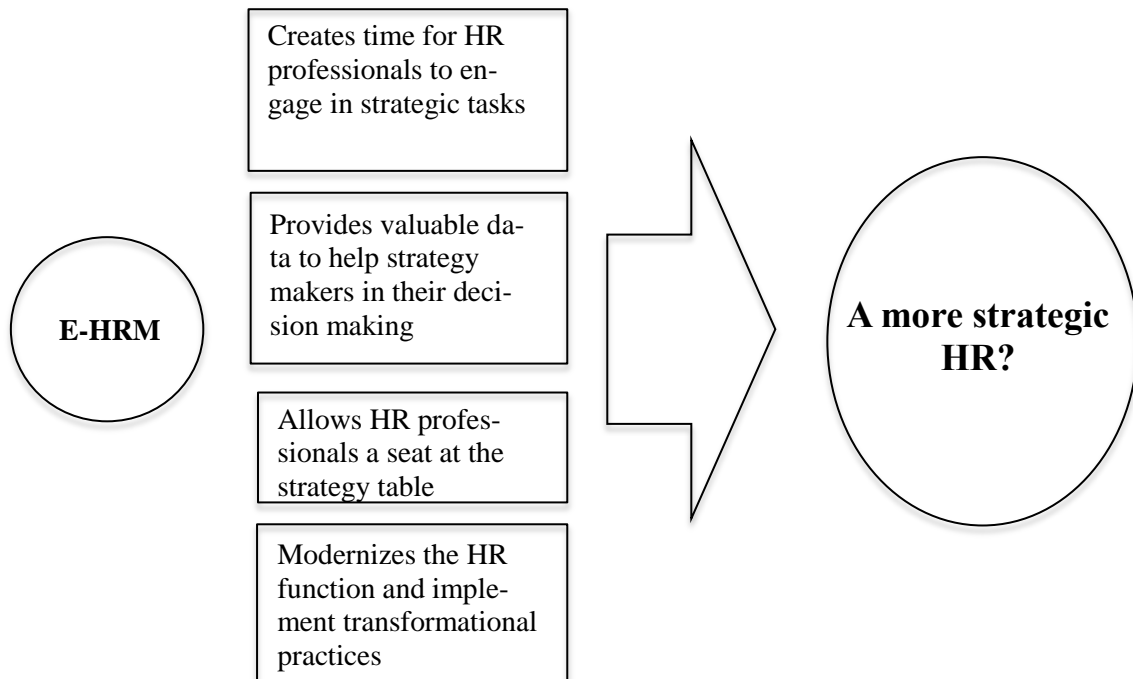 Creates time for HR
professionals to en-
gage in strategic tasks
Provides valuable da-
ta to help strategy
makers in their deci-
sion making
E-HRM
Allows HR profes-
sionals a seat at the
strategy table
Modernizes the HR
function and imple-
ment transformational
practices
A more strategic
HR?